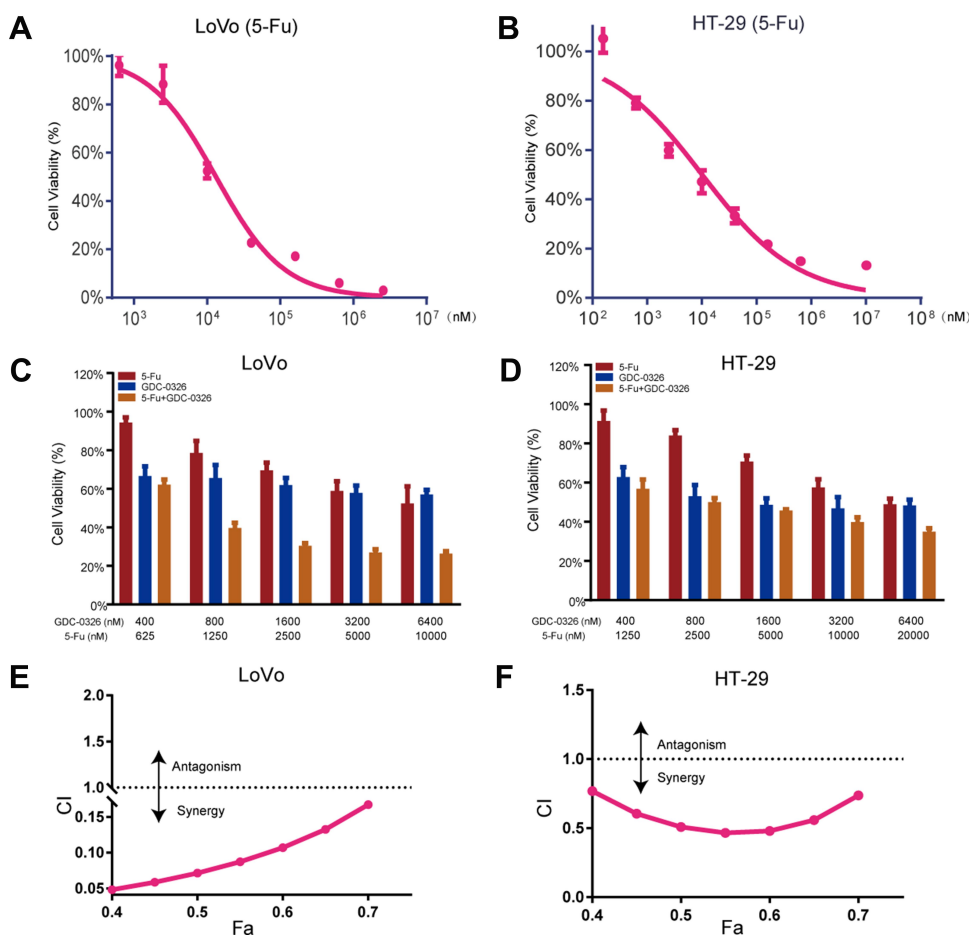 A
LoVo (5-Fu)
Cell Viability (%)
100%
80%
60%
40%
20%
0%
10³ 10⁴ 10⁵ 10⁶ 10⁷ (nM)
B
HT-29 (5-Fu)
Cell Viability (%)
100%
80%
60%
40%
20%
0%
10² 10³ 10⁴ 10⁵ 10⁶ 10⁷ 10⁸ (nM)
C
LoVo
5-Fu
GDC-0326
5-Fu+GDC-0326
Cell Viability (%)
120%
100%
80%
60%
40%
20%
0%
GDC-0326 (nM) 400 800 1600 3200 6400
5-Fu (nM) 625 1250 2500 5000 10000
D
HT-29
5-Fu
GDC-0326
5-Fu+GDC-0326
Cell Viability (%)
120%
100%
80%
60%
40%
20%
0%
GDC-0326 (nM) 400 800 1600 3200 6400
5-Fu (nM) 1250 2500 5000 10000 20000
E
LoVo
CI
2.0
1.5
1.0
0.15
0.10
0.05
Antagonism
Synergy
0.4 0.5 0.6 0.7
Fa
F
HT-29
CI
1.5
1.0
0.5
0.0
Antagonism
Synergy
0.4 0.5 0.6 0.7
Fa